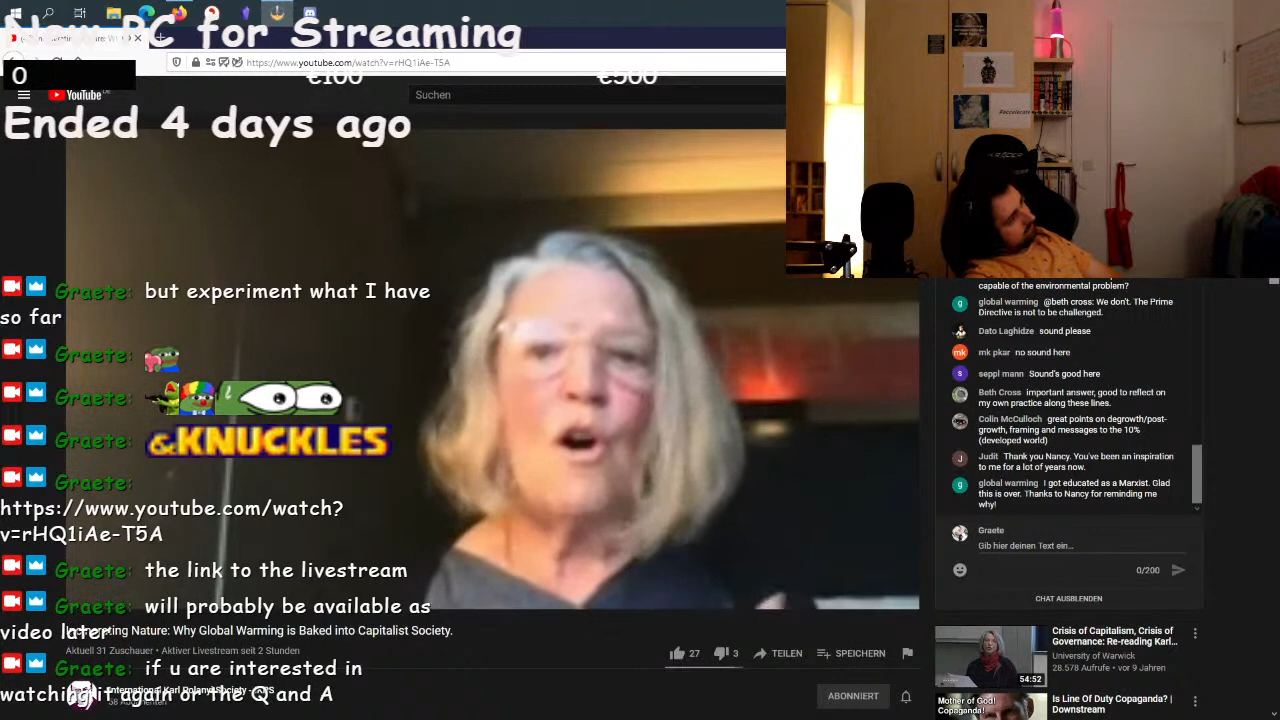 New PC for Streaming
https://www.youtube.com/watch?v=rHQ1iAe-T5A
0
€100
€500
YouTube
Suchen
Ended 4 days ago
#accelerate
Graete: but experiment what I have
so far
Graete:
Graete:
Graete: &KNUCKLES
Graete:
https://www.youtube.com/watch?
v=rHQ1iAe-T5A
Graete: the link to the livestream
Graete: will probably be available as
video later
Graete: if u are interested in
watching it again or the Q and A
Nature: Why Global Warming is Baked into Capitalist Society.
Aktuell 31 Zuschauer • Aktiver Livestream seit 2 Stunden
27
3
TEILEN
SPEICHERN
International Karl Polanyi Society
ABONNIERT
capable of the environmental problem?
global warming @beth cross: We don't. The Prime
Directive is not to be challenged.
Dato Laghidze sound please
mk pkar no sound here
seppl mann Sound's good here
Beth Cross important answer, good to reflect on
my own practice along these lines.
Colin McCulloch great points on degrowth/post-
growth, framing and messages to the 10%
(developed world)
Judit Thank you Nancy. You've been an inspiration
to me for a lot of years now.
global warming I got educated as a Marxist. Glad
this is over. Thanks to Nancy for reminding me
why!
Graete
Gib hier deinen Text ein...
0/200
CHAT AUSBLENDEN
Crisis of Capitalism, Crisis of
Governance: Re-reading Karl...
University of Warwick
28.578 Aufrufe • vor 9 Jahren
54:52
Mother of God!
Copaganda!
Is Line Of Duty Copaganda? |
Downstream